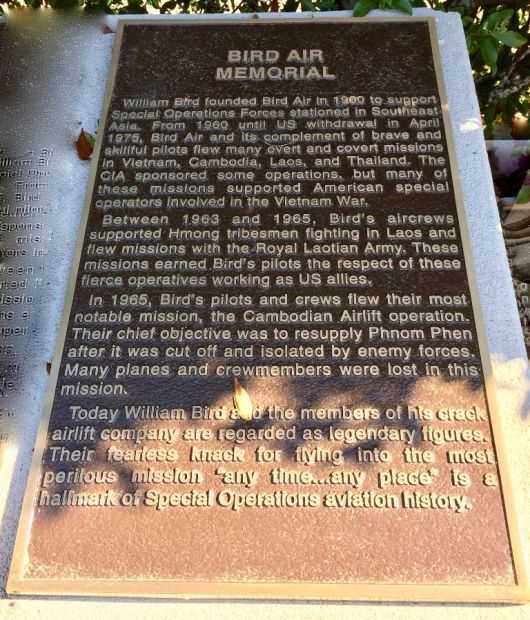 BIRD AIR
MEMORIAL
William Bird founded Bird Air in 1960 to support
Special Operations Forces stationed in Southeast
Asia. From 1960 until US withdrawal in April
1975, Bird Air and its complement of brave and
skillful pilots flew many overt and covert missions
in Vietnam, Cambodia, Laos, and Thailand. The
CIA sponsored some operations, but many of
these missions supported American special
operators involved in the Vietnam War.
Between 1963 and 1965, Bird's aircrews
supported Hmong tribesmen fighting in Laos and
flew missions with the Royal Laotian Army. These
missions earned Bird's pilots the respect of these
fierce operatives working as US allies.
In 1965, Bird's pilots and crews flew their most
notable mission, the Cambodian Airlift operation.
Their chief objective was to resupply Phnom Phen
after it was cut off and isolated by enemy forces.
Many planes and crewmembers were lost in this
mission.
Today William Bird and the members of his crack
airlift company are regarded as legendary figures.
Their fearless knack for flying into the most
perilous mission "any time...any place" is a
hallmark of Special Operations aviation history.